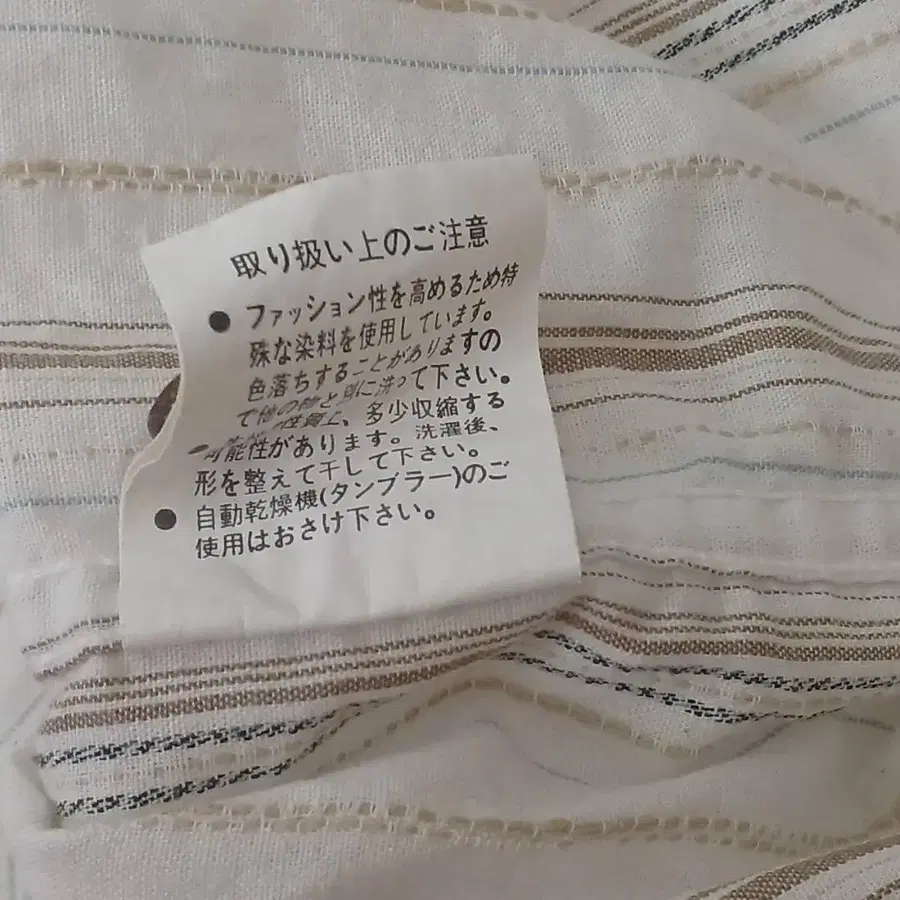 取り扱い上のご注意
● ファッション性を高めるため特
殊な染料を使用しています。
色落ちすることがありますの
で他の物と別に洗って下さい。
性質上、多少収縮する
可能性があります。洗濯後、
形を整えて干して下さい。
● 自動乾燥機(タンブラー)のご
使用はおさけ下さい。